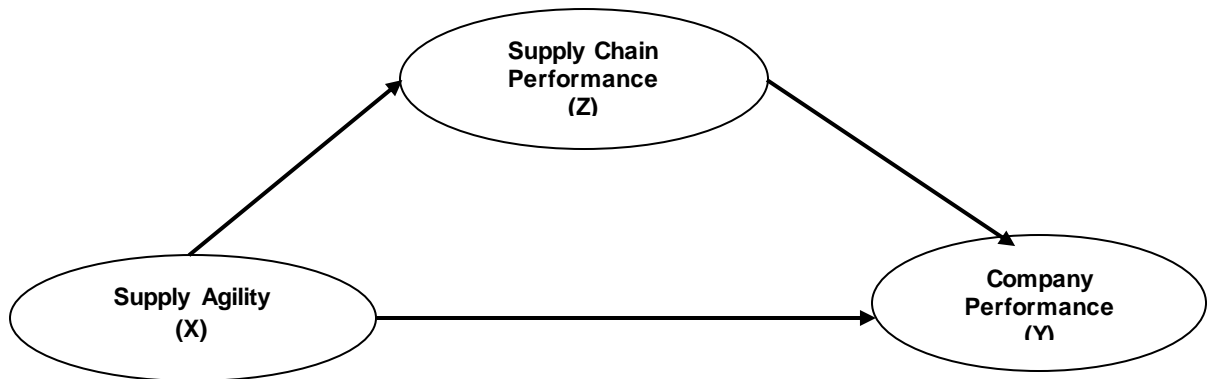 Supply Chain
Performance
(Z)
Supply Agility
(X)
Company
Performance
(Y)